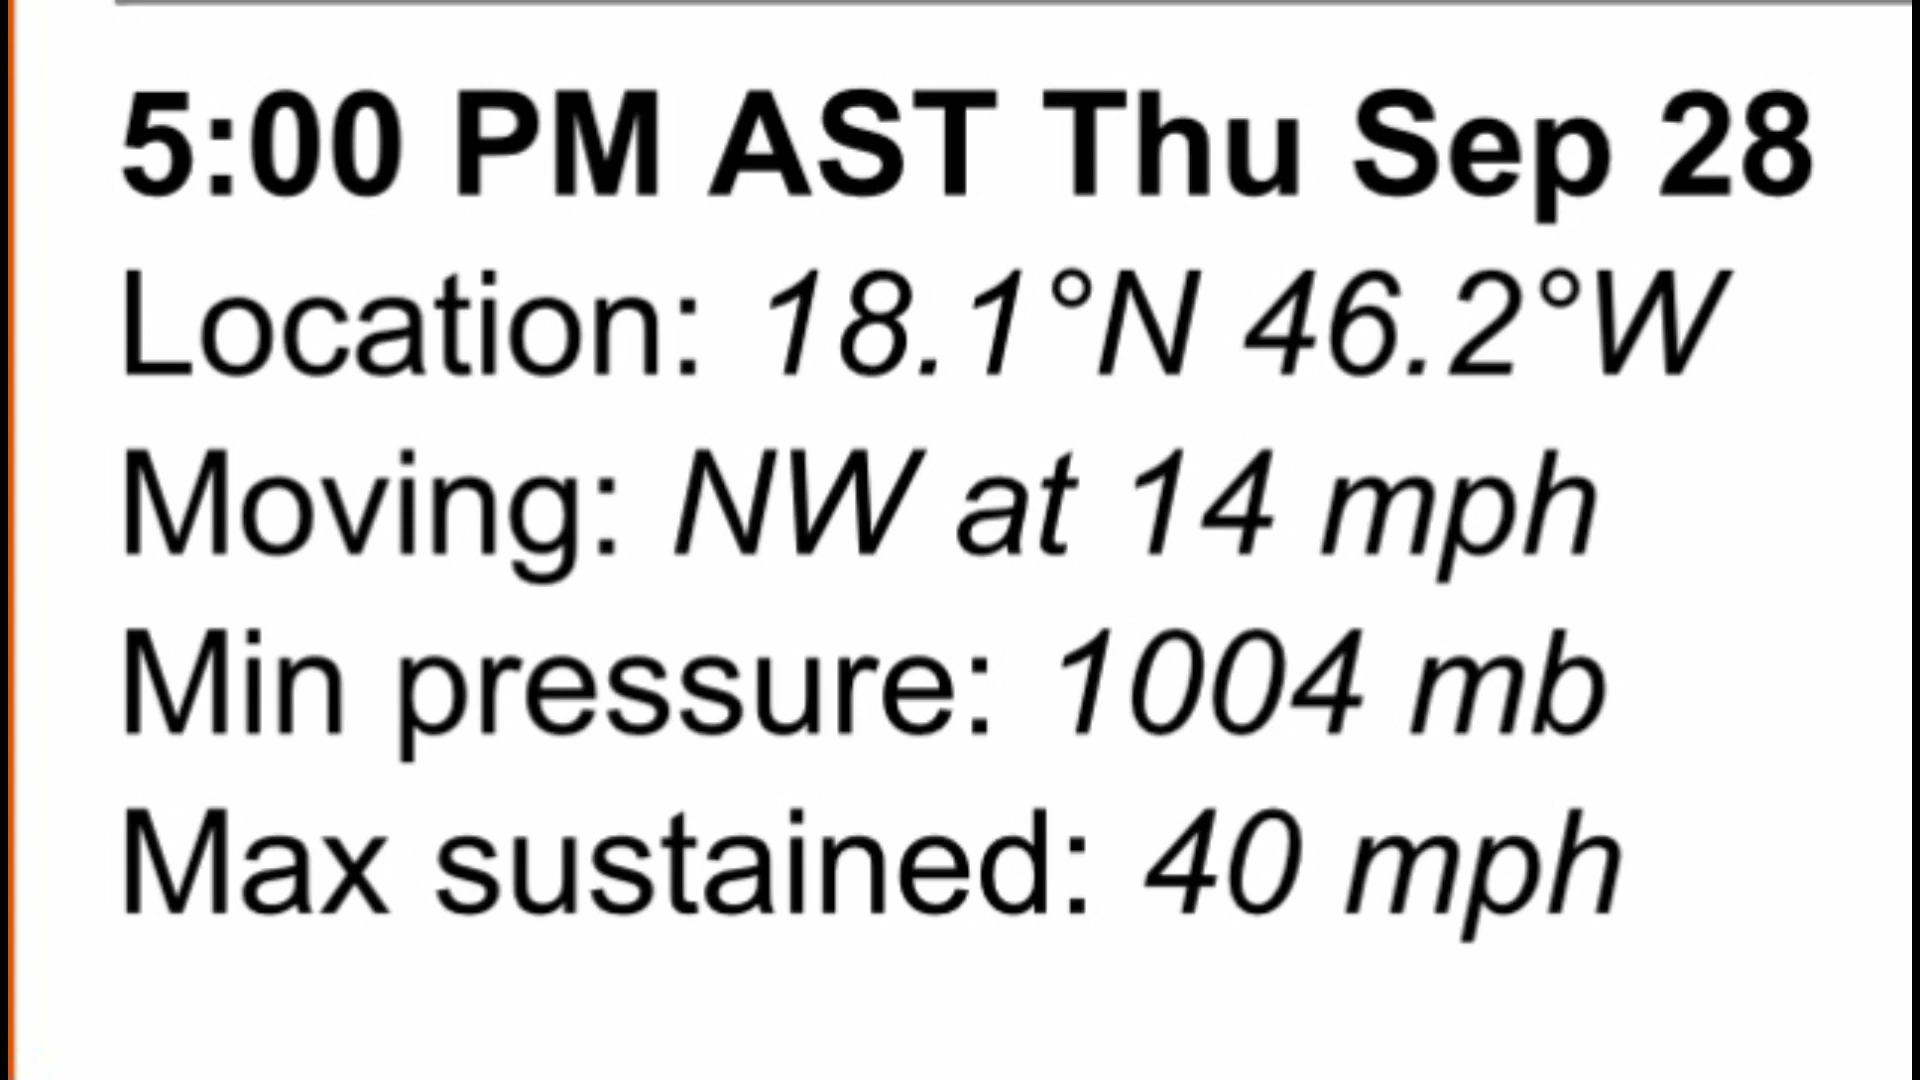 5:00 PM AST Thu Sep 28
Location: 18.1°N 46.2°W
Moving: NW at 14 mph
Min pressure: 1004 mb
Max sustained: 40 mph